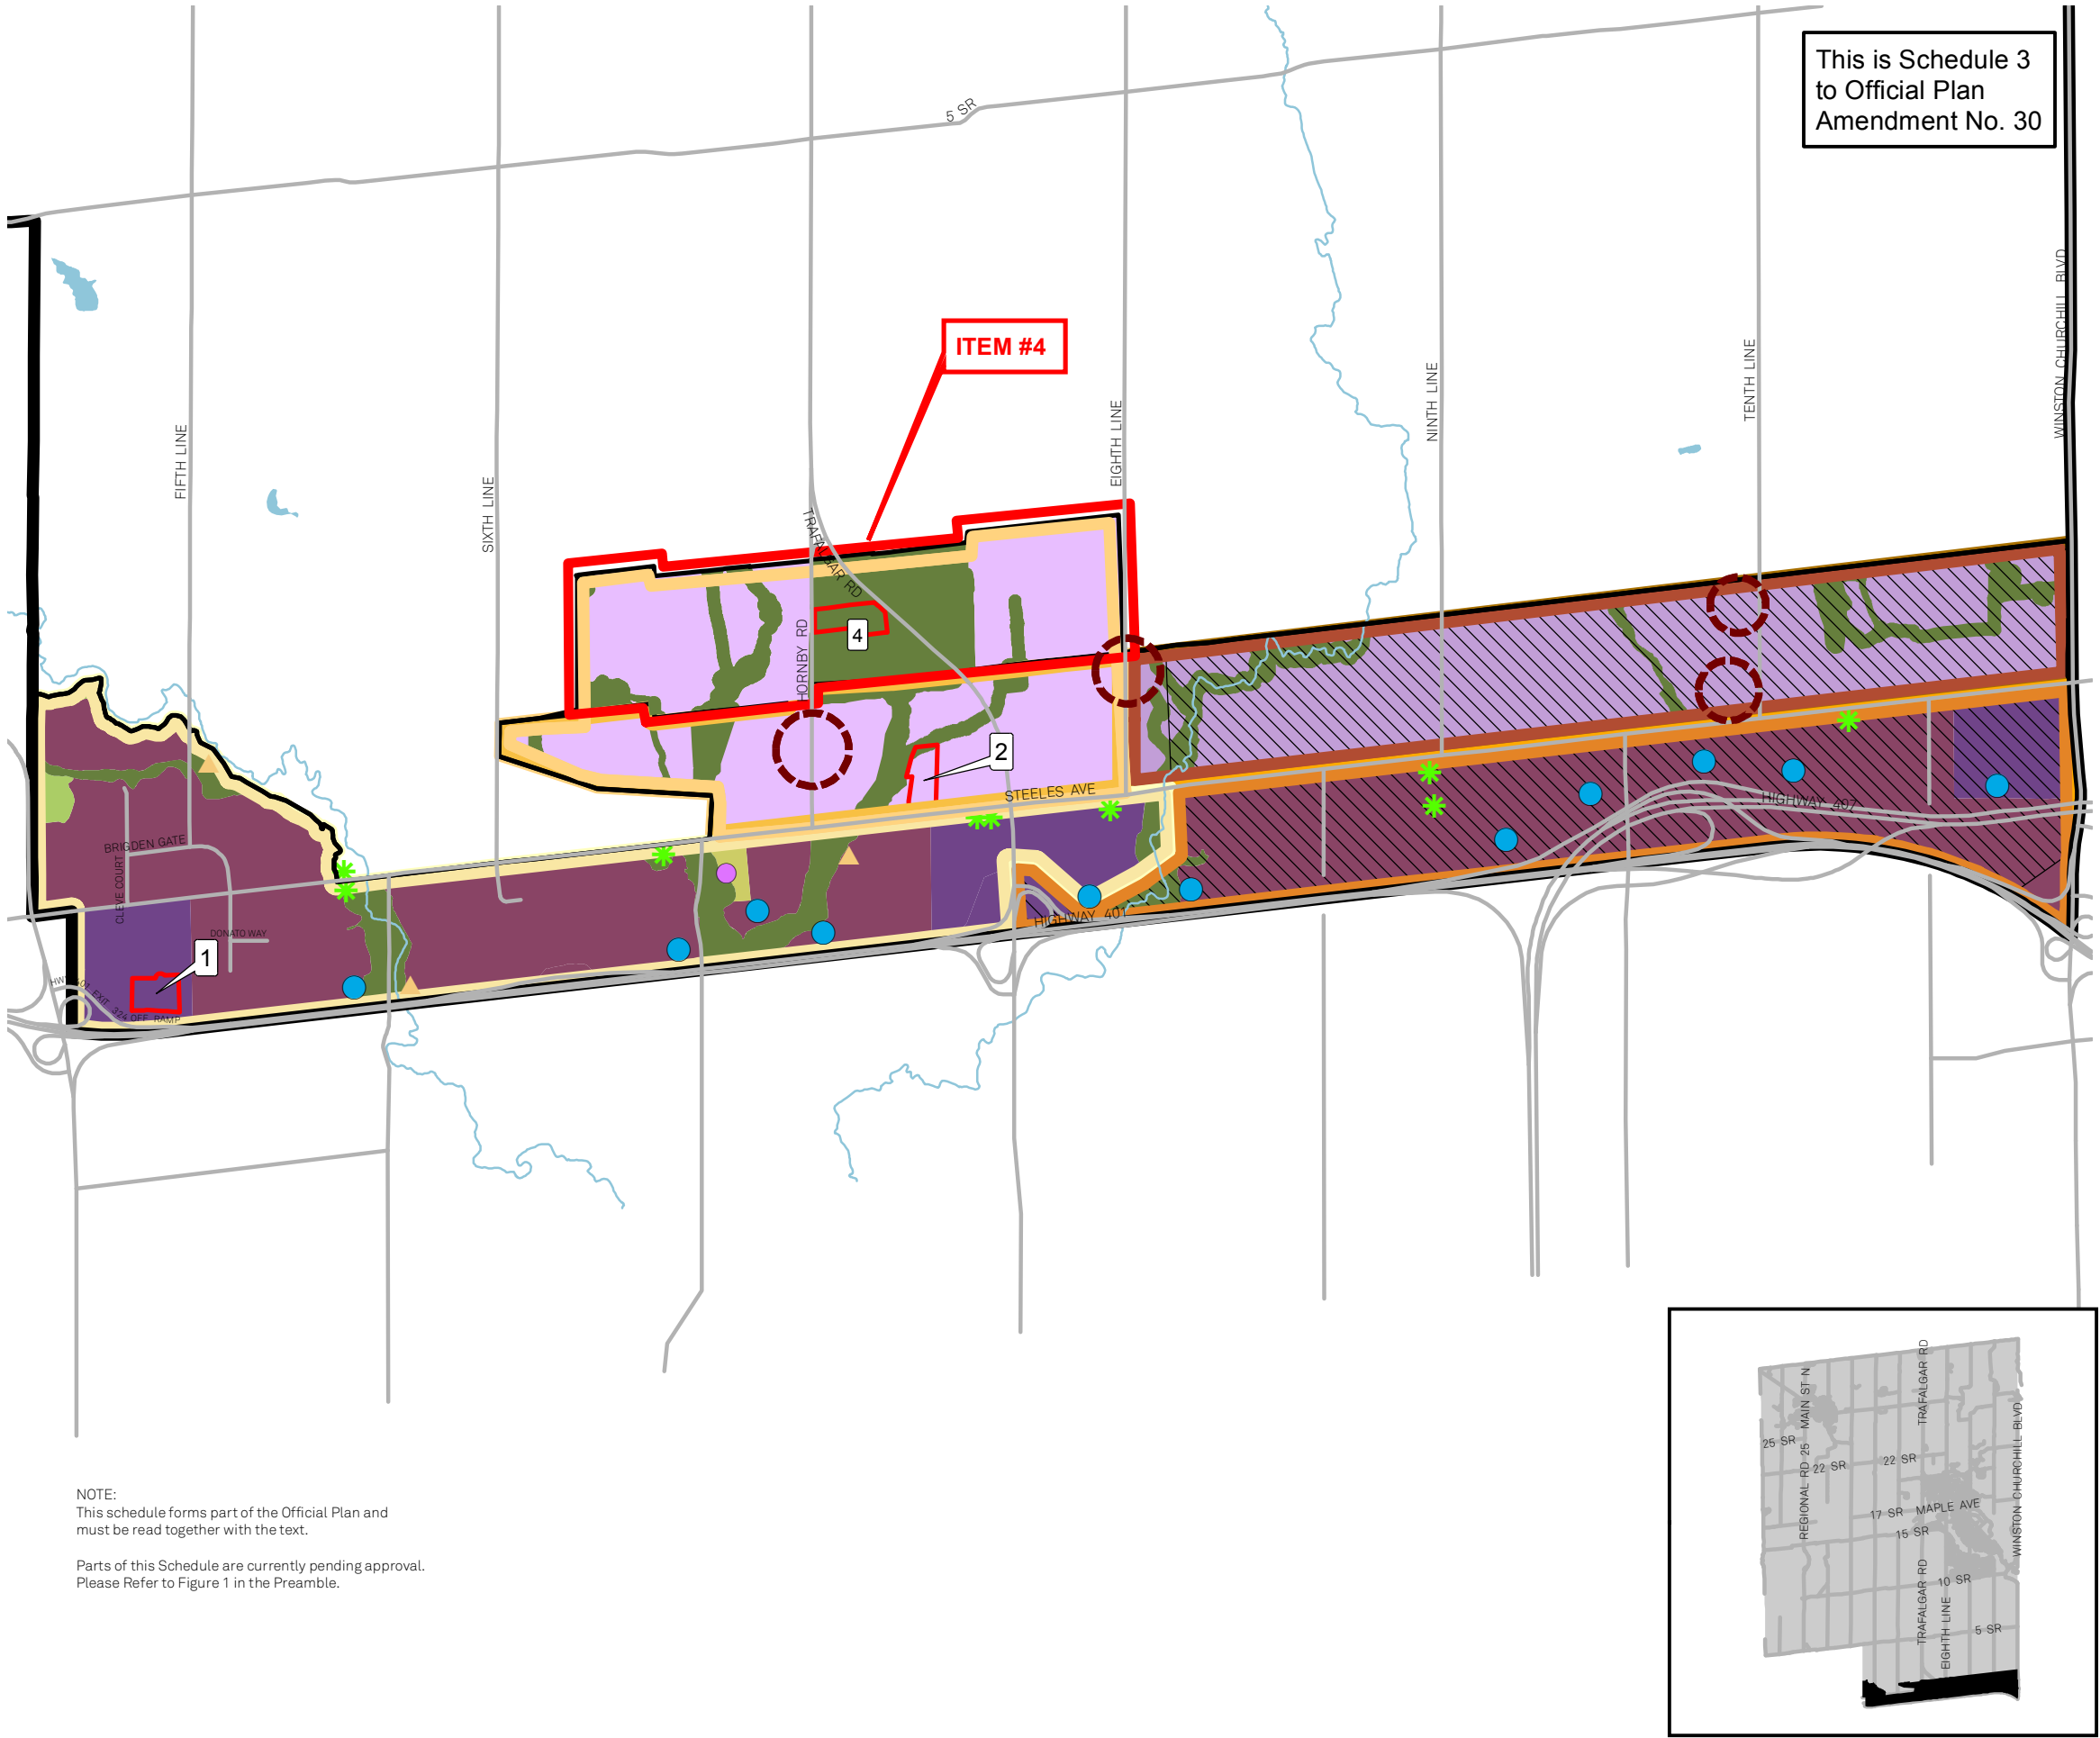 This is Schedule 3
to Official Plan
Amendment No. 30
5 SR
ITEM #4
FIFTH LINE
SIXTH LINE
TRAFALGAR RD
HORNBY RD
EIGHTH LINE
NINTH LINE
TENTH LINE
WINSTON CHURCHILL BLVD
4
2
STEELES AVE
HIGHWAY 407
BRIGDEN GATE
CLEVE COURT
DONATO WAY
1
HIGHWAY 401
HWY 401 EXIT 324 OFF RAMP
NOTE:
This schedule forms part of the Official Plan and
must be read together with the text.
Parts of this Schedule are currently pending approval.
Please Refer to Figure 1 in the Preamble.
MAIN ST N
TRAFALGAR RD
25 SR
REGIONAL RD 25
22 SR
22 SR
WINSTON CHURCHILL BLVD
17 SR
MAPLE AVE
15 SR
10 SR
TRAFALGAR RD
EIGHTH LINE
5 SR